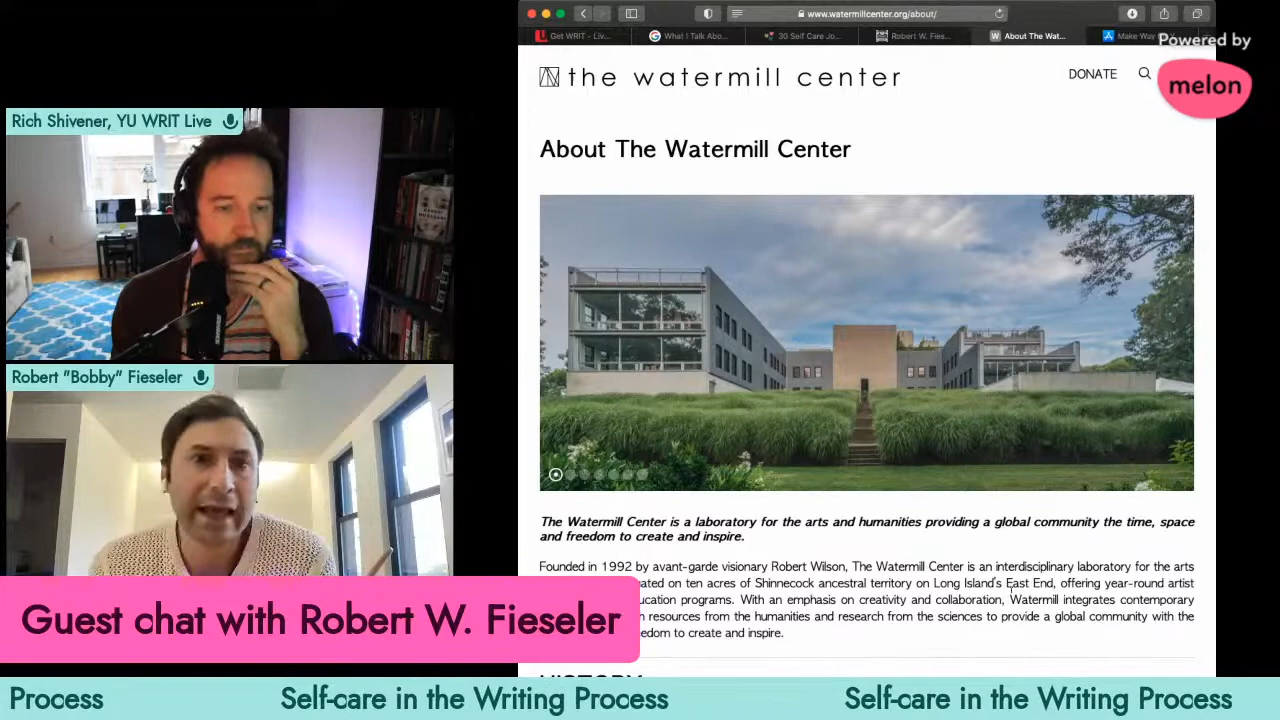 www.watermillcenter.org/about/
Get WRIT - Liv...
What I Talk Abo...
30 Self Care Jo...
Robert W. Fies...
About The Wat...
Make Way
Powered by
melon
the watermill center
DONATE
Rich Shivener, YU WRIT Live
About The Watermill Center
Robert "Bobby" Fieseler
The Watermill Center is a laboratory for the arts and humanities providing a global community the time, space
and freedom to create and inspire.
Founded in 1992 by avant-garde visionary Robert Wilson, The Watermill Center is an interdisciplinary laboratory for the arts
ated on ten acres of Shinnecock ancestral territory on Long Island's East End, offering year-round artist
ucation programs. With an emphasis on creativity and collaboration, Watermill integrates contemporary
resources from the humanities and research from the sciences to provide a global community with the
edom to create and inspire.
Guest chat with Robert W. Fieseler
HISTORY
Process Self-care in the Writing Process Self-care in the Writing Process